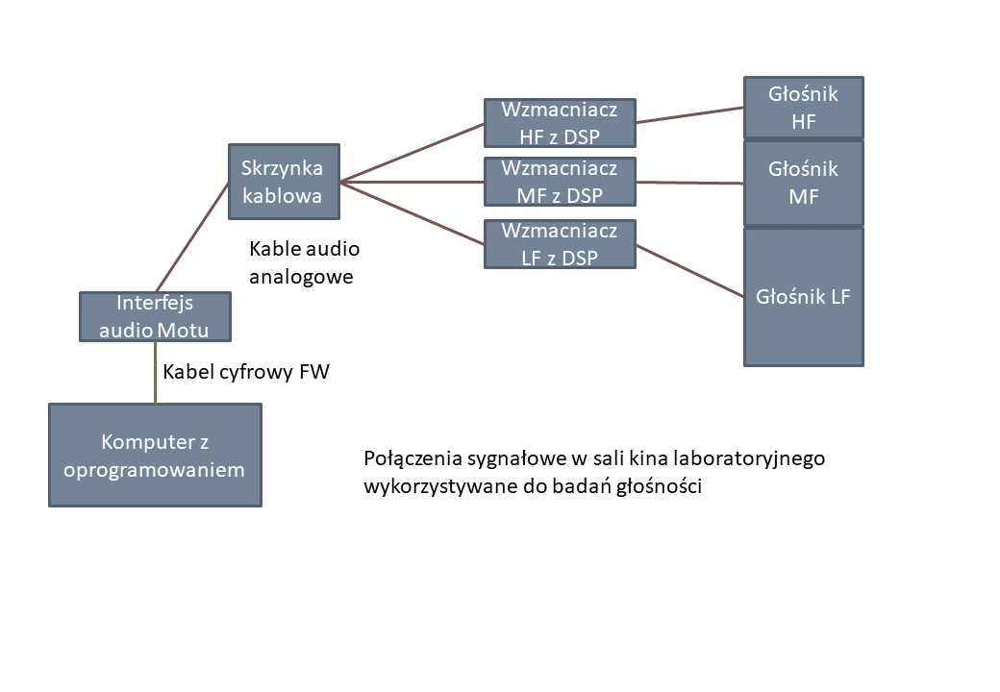 Głośnik
HF
Wzmacniacz
HF z DSP
Skrzynka
kablowa
Wzmacniacz
MF z DSP
Głośnik
MF
Wzmacniacz
LF z DSP
Kable audio
analogowe
Głośnik LF
Interfejs
audio Motu
Kabel cyfrowy FW
Komputer z
oprogramowaniem
Połączenia sygnałowe w sali kina laboratoryjnego
wykorzystywane do badań głośności